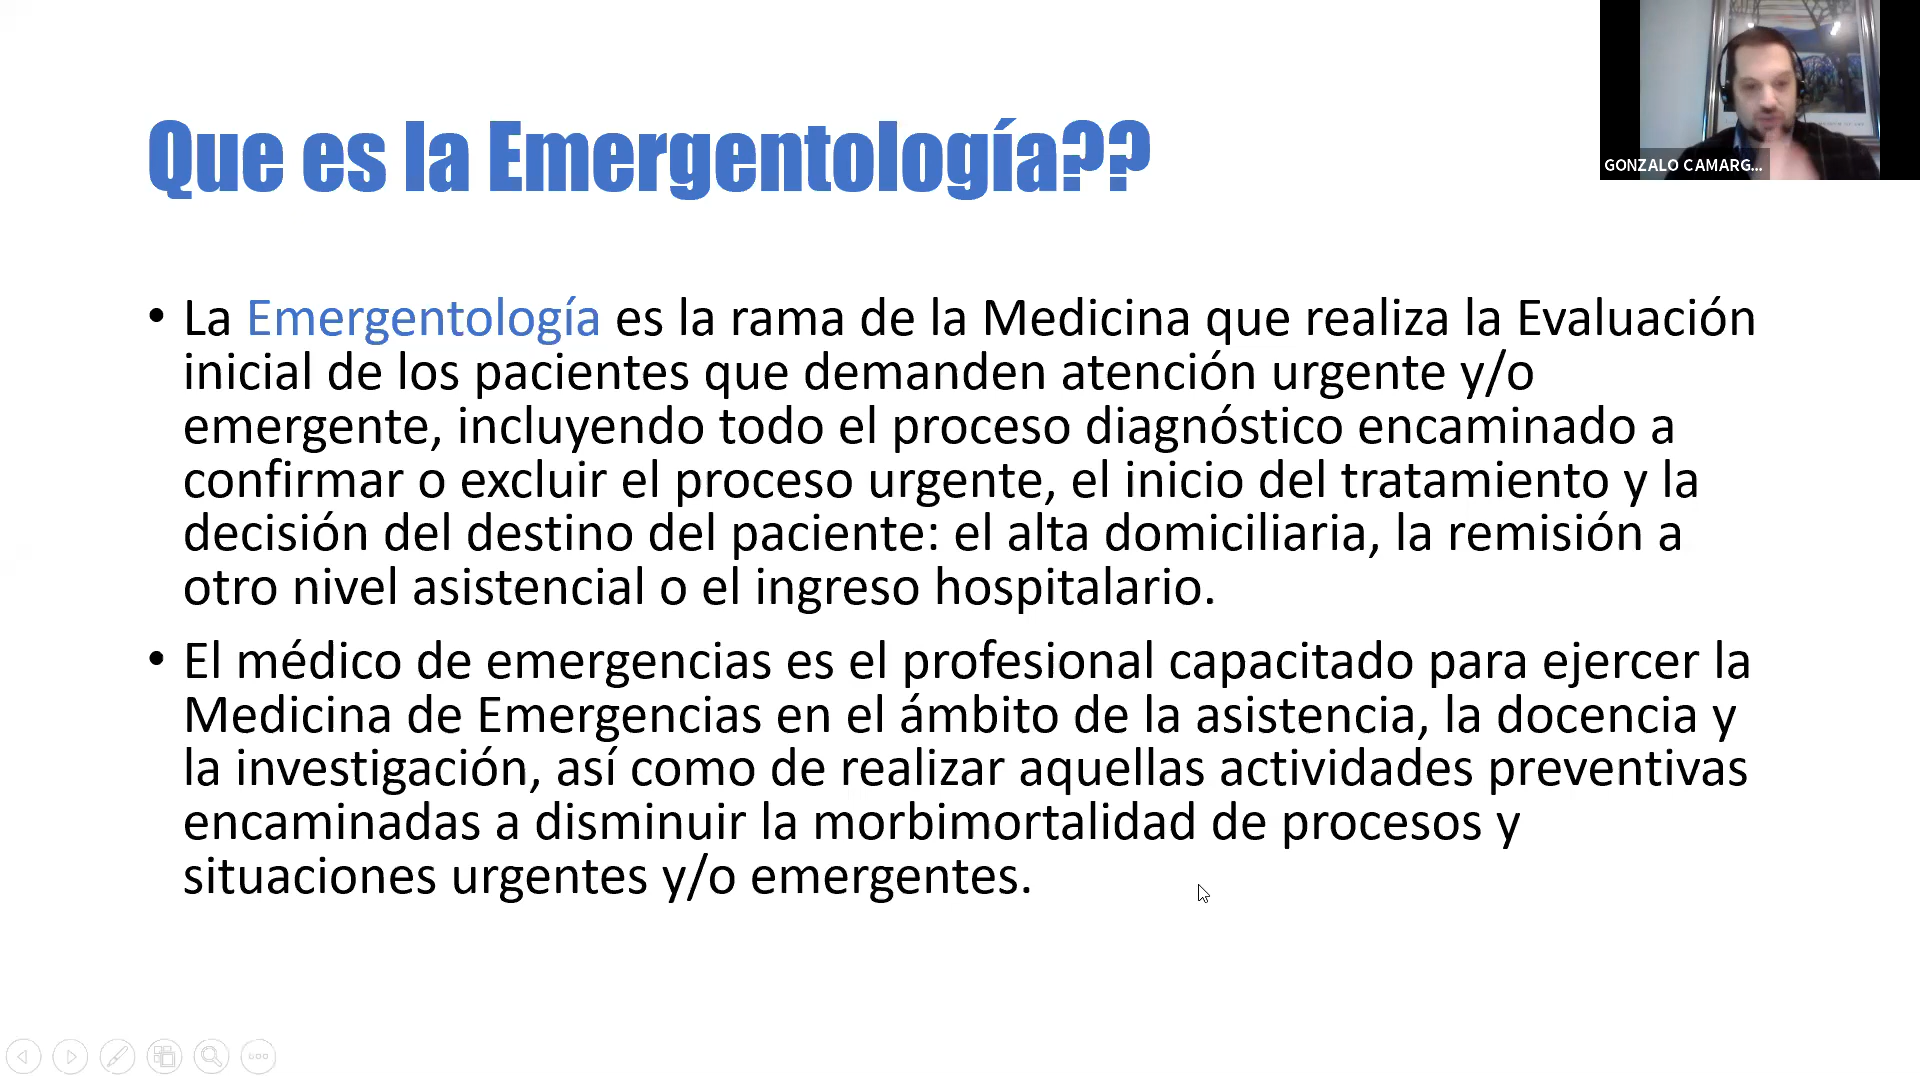 Que es la Emergentología??
GONZALO CAMARG...
• La Emergentología es la rama de la Medicina que realiza la Evaluación
inicial de los pacientes que demanden atención urgente y/o
emergente, incluyendo todo el proceso diagnóstico encaminado a
confirmar o excluir el proceso urgente, el inicio del tratamiento y la
decisión del destino del paciente: el alta domiciliaria, la remisión a
otro nivel asistencial o el ingreso hospitalario.
• El médico de emergencias es el profesional capacitado para ejercer la
Medicina de Emergencias en el ámbito de la asistencia, la docencia y
la investigación, así como de realizar aquellas actividades preventivas
encaminadas a disminuir la morbimortalidad de procesos y
situaciones urgentes y/o emergentes.